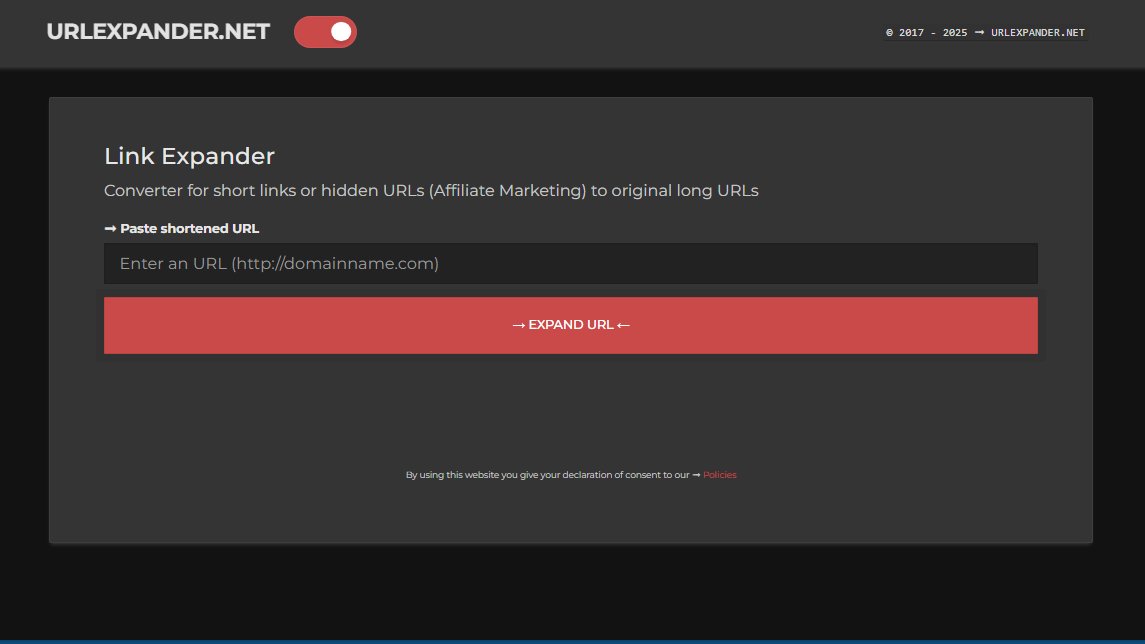 URLEXPANDER.NET
© 2017 - 2025 → URLEXPANDER.NET
Link Expander
Converter for short links or hidden URLs (Affiliate Marketing) to original long URLs
→ Paste shortened URL
Enter an URL (http://domainname.com)
→ EXPAND URL ←
By using this website you give your declaration of consent to our → Policies